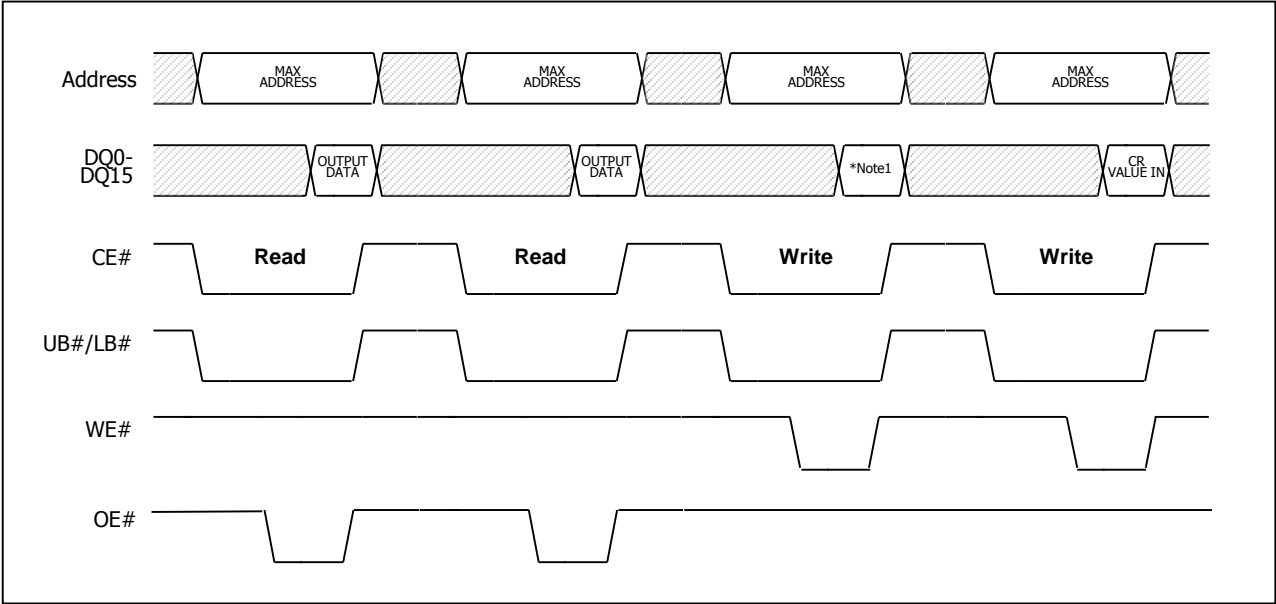 Address
MAX
ADDRESS
MAX
ADDRESS
MAX
ADDRESS
MAX
ADDRESS
DQ0-
DQ15
OUTPUT
DATA
OUTPUT
DATA
*Note1
CR
VALUE IN
CE#
Read
Read
Write
Write
UB#/LB#
WE#
OE#